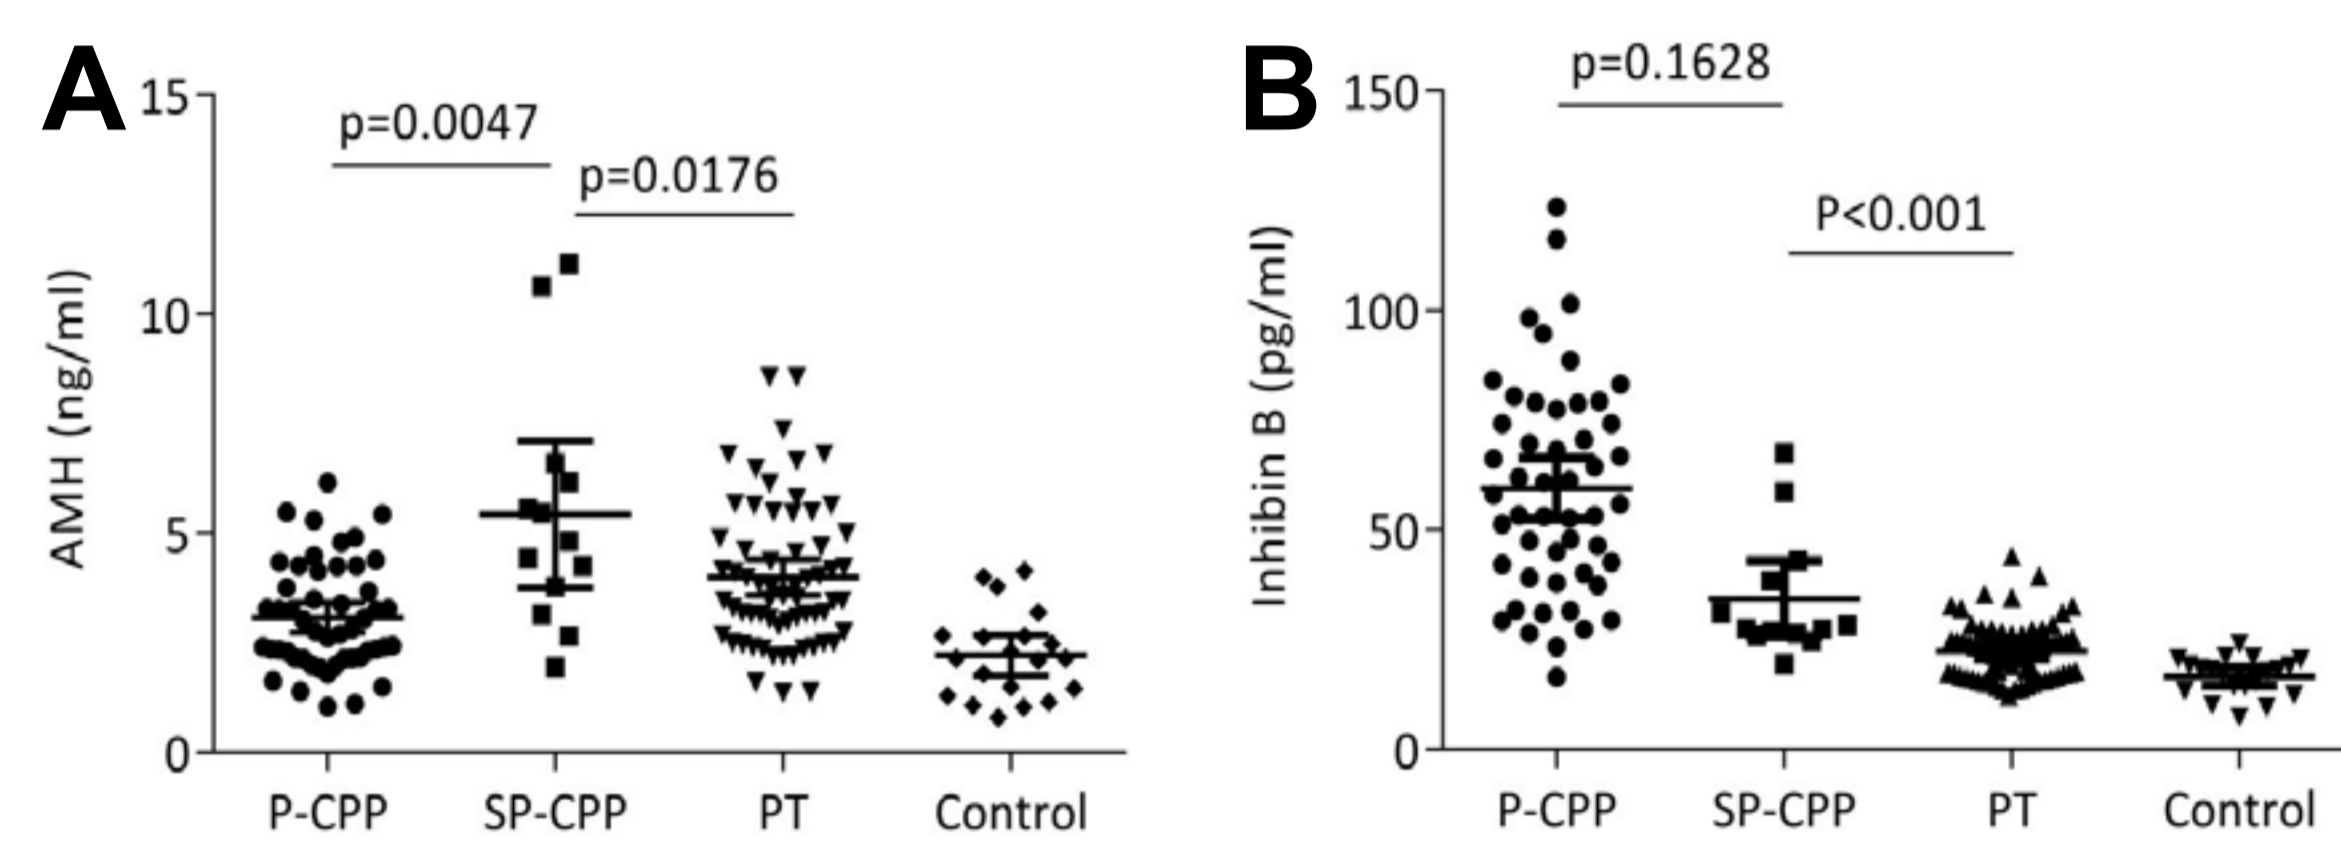 A
15
10
5
0
AMH (ng/ml)
p=0.0047
p=0.0176
P-CPP
SP-CPP
PT
Control
B
150
100
50
0
Inhibin B (pg/ml)
p=0.1628
P<0.001
P-CPP
SP-CPP
PT
Control